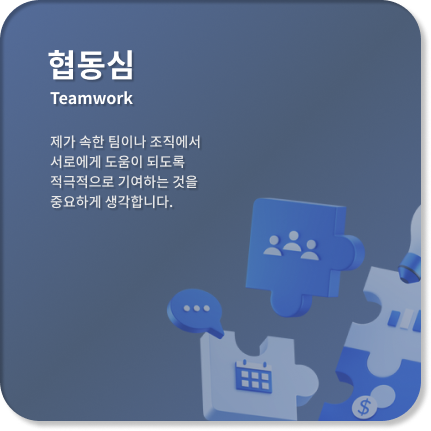 협동심
Teamwork
제가 속한 팀이나 조직에서
서로에게 도움이 되도록
적극적으로 기여하는 것을
중요하게 생각합니다.
$